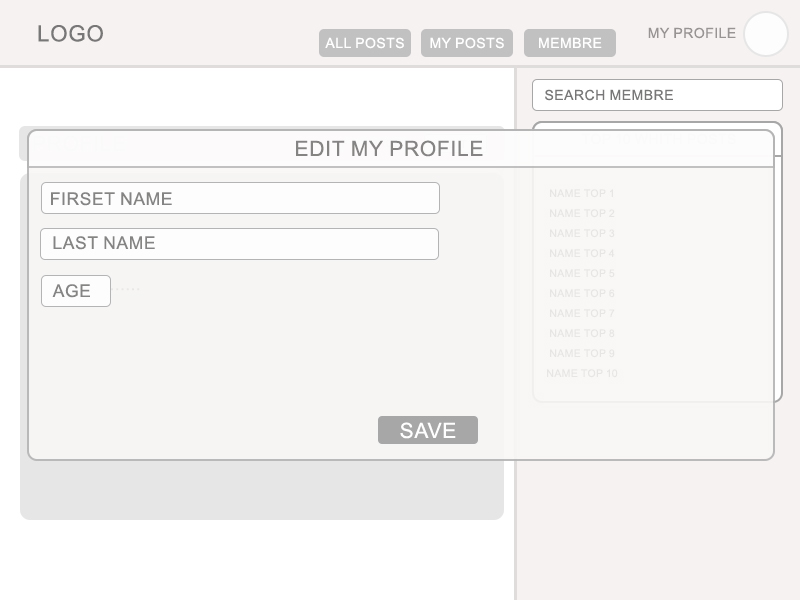 LOGO
ALL POSTS
MY POSTS
MEMBRE
MY PROFILE
SEARCH MEMBRE
EDIT MY PROFILE
FIRSET NAME
LAST NAME
AGE
NAME TOP 1
NAME TOP 2
NAME TOP 3
NAME TOP 4
NAME TOP 5
NAME TOP 6
NAME TOP 7
NAME TOP 8
NAME TOP 9
NAME TOP 10
SAVE